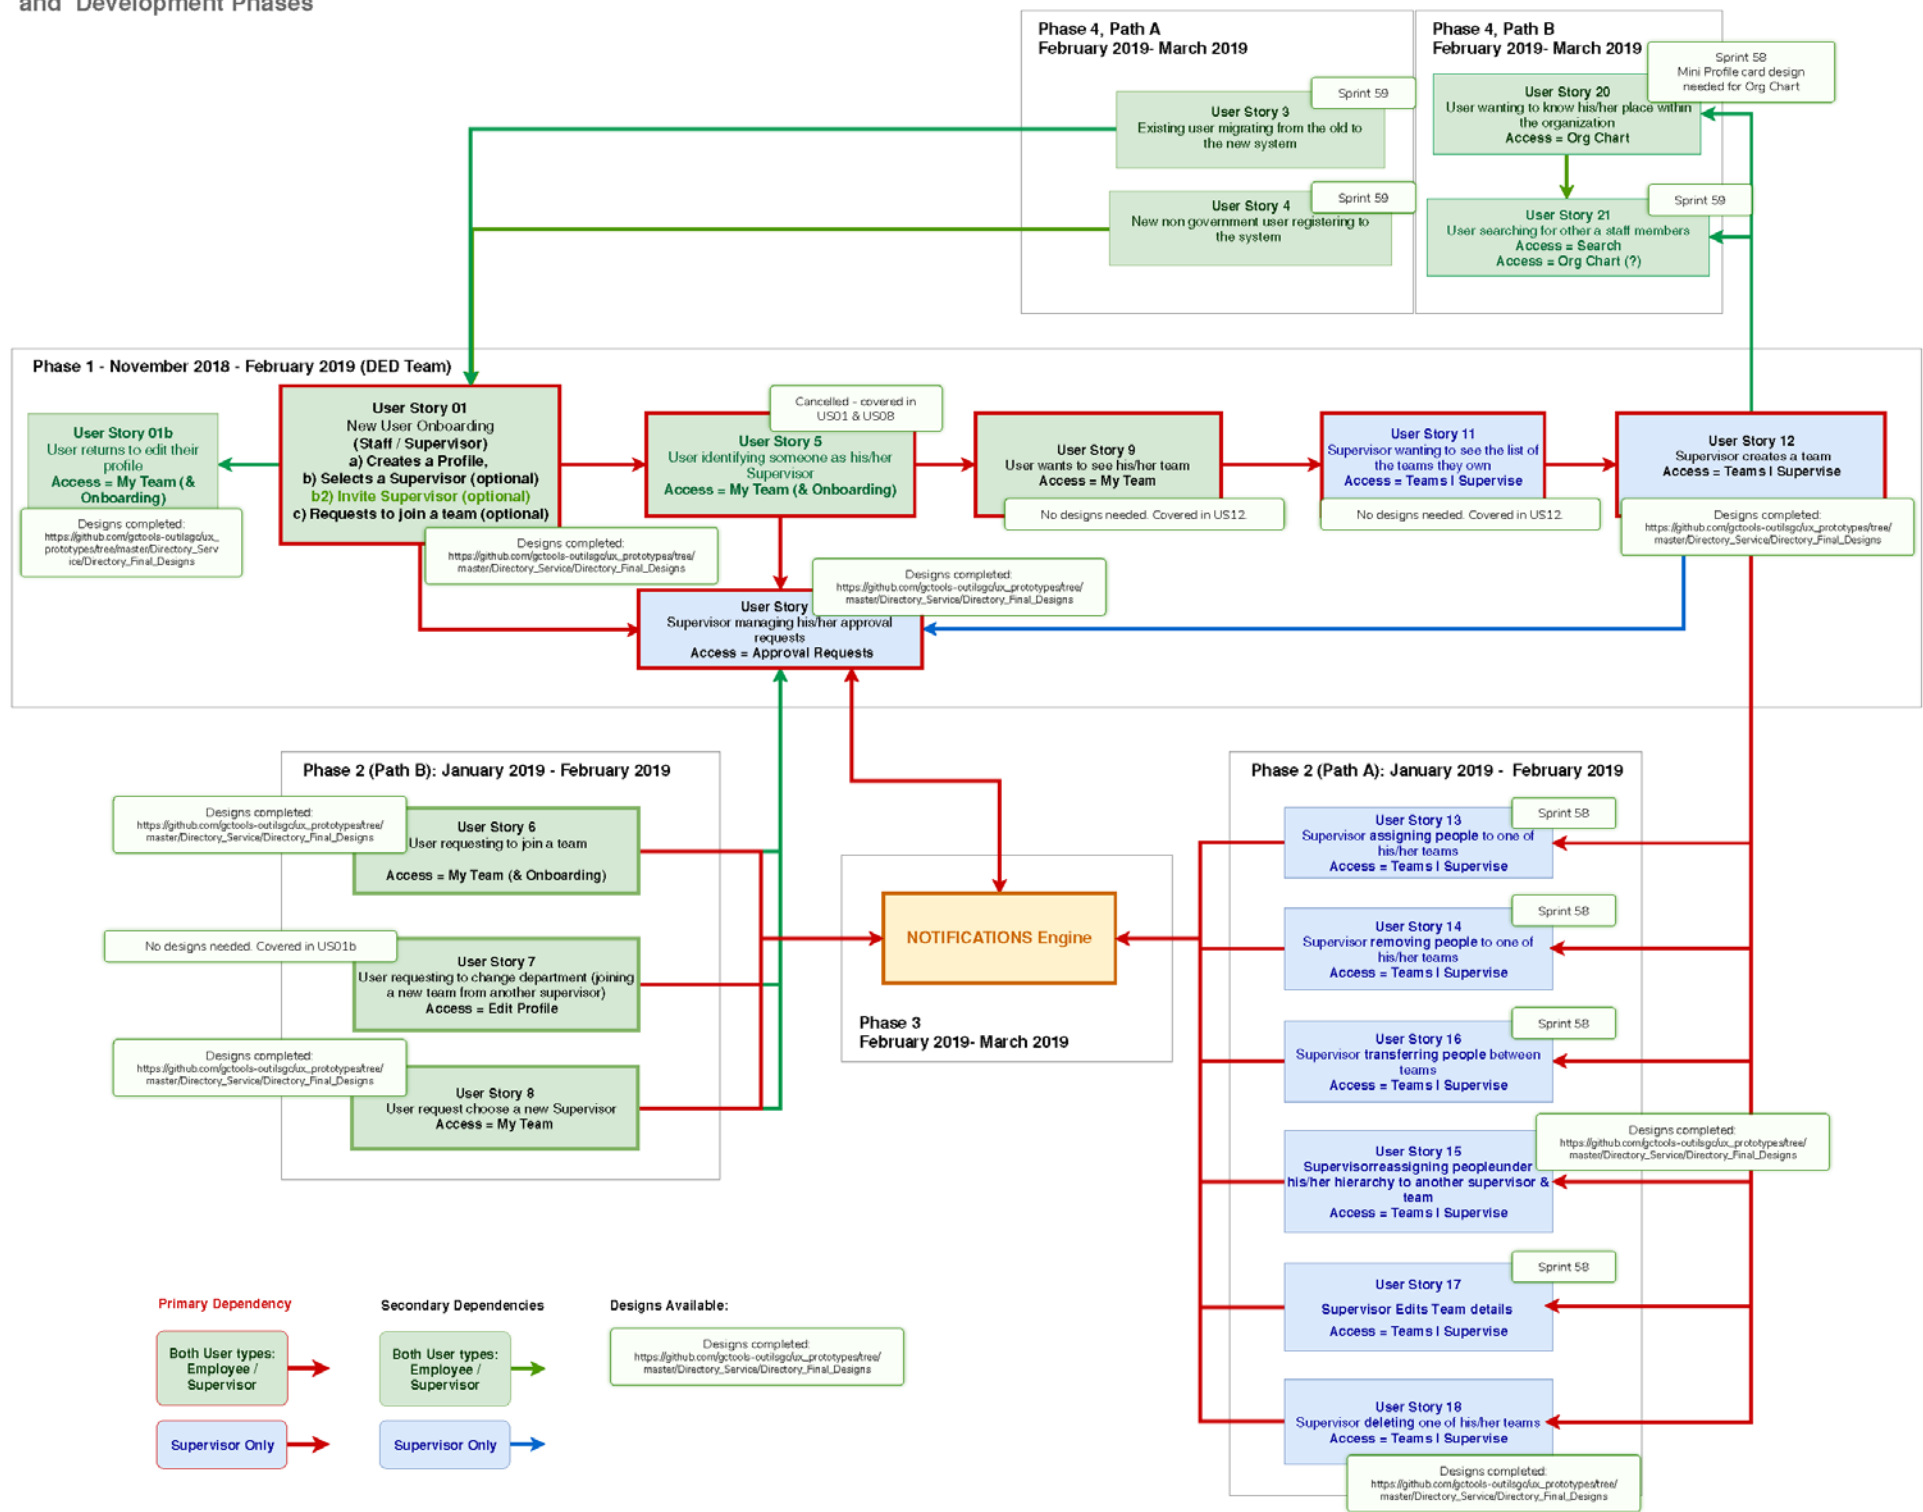 and Development Phases
Phase 4, Path A
February 2019- March 2019
Sprint 59
User Story 3
Existing user migrating from the old to
the new system
Sprint 59
User Story 4
New non government user registering to
the system
Phase 4, Path B
February 2019- March 2019
Sprint 58
Mini Profile card design
needed for Org Chart
User Story 20
User wanting to know his/her place within
the organization
Access = Org Chart
Sprint 59
User Story 21
User searching for other a staff members
Access = Search
Access = Org Chart (?)
Phase 1 - November 2018 - February 2019 (DED Team)
User Story 01b
User returns to edit their
profile
Access = My Team (&
Onboarding)
Designs completed:
https://github.com/gctools-outilsgc/ux_
prototypes/tree/master/Directory_Serv
ice/Directory_Final_Designs
User Story 01
New User Onboarding
(Staff / Supervisor)
a) Creates a Profile,
b) Selects a Supervisor (optional)
b2) Invite Supervisor (optional)
c) Requests to join a team (optional)
Designs completed:
https://github.com/gctools-outilsgc/ux_prototypes/tree/
master/Directory_Service/Directory_Final_Designs
Cancelled - covered in
US01 & US08
User Story 5
User identifying someone as his/her
Supervisor
Access = My Team (& Onboarding)
User Story 9
User wants to see his/her team
Access = My Team
No designs needed. Covered in US12.
User Story 11
Supervisor wanting to see the list of
the teams they own
Access = Teams I Supervise
No designs needed. Covered in US12.
User Story 12
Supervisor creates a team
Access = Teams I Supervise
Designs completed:
https://github.com/gctools-outilsgc/ux_prototypes/tree/
master/Directory_Service/Directory_Final_Designs
Designs completed:
https://github.com/gctools-outilsgc/ux_prototypes/tree/
master/Directory_Service/Directory_Final_Designs
User Story
Supervisor managing his/her approval
requests
Access = Approval Requests
Phase 2 (Path B): January 2019 - February 2019
Designs completed:
https://github.com/gctools-outilsgc/ux_prototypes/tree/
master/Directory_Service/Directory_Final_Designs
User Story 6
User requesting to join a team
Access = My Team (& Onboarding)
No designs needed. Covered in US01b
User Story 7
User requesting to change department (joining
a new team from another supervisor)
Access = Edit Profile
Designs completed:
https://github.com/gctools-outilsgc/ux_prototypes/tree/
master/Directory_Service/Directory_Final_Designs
User Story 8
User request choose a new Supervisor
Access = My Team
NOTIFICATIONS Engine
Phase 3
February 2019- March 2019
Phase 2 (Path A): January 2019 - February 2019
Sprint 58
User Story 13
Supervisor assigning people to one of
his/her teams
Access = Teams I Supervise
Sprint 58
User Story 14
Supervisor removing people to one of
his/her teams
Access = Teams I Supervise
Sprint 58
User Story 16
Supervisor transferring people between
teams
Access = Teams I Supervise
Designs completed:
https://github.com/gctools-outilsgc/ux_prototypes/tree/
master/Directory_Service/Directory_Final_Designs
User Story 15
Supervisorreassigning peopleunder
his/her hierarchy to another supervisor &
team
Access = Teams I Supervise
Sprint 58
User Story 17
Supervisor Edits Team details
Access = Teams I Supervise
User Story 18
Supervisor deleting one of his/her teams
Access = Teams I Supervise
Designs completed:
https://github.com/gctools-outilsgc/ux_prototypes/tree/
master/Directory_Service/Directory_Final_Designs
Primary Dependency
Both User types:
Employee /
Supervisor
Supervisor Only
Secondary Dependencies
Both User types:
Employee /
Supervisor
Supervisor Only
Designs Available:
Designs completed:
https://github.com/gctools-outilsgc/ux_prototypes/tree/
master/Directory_Service/Directory_Final_Designs